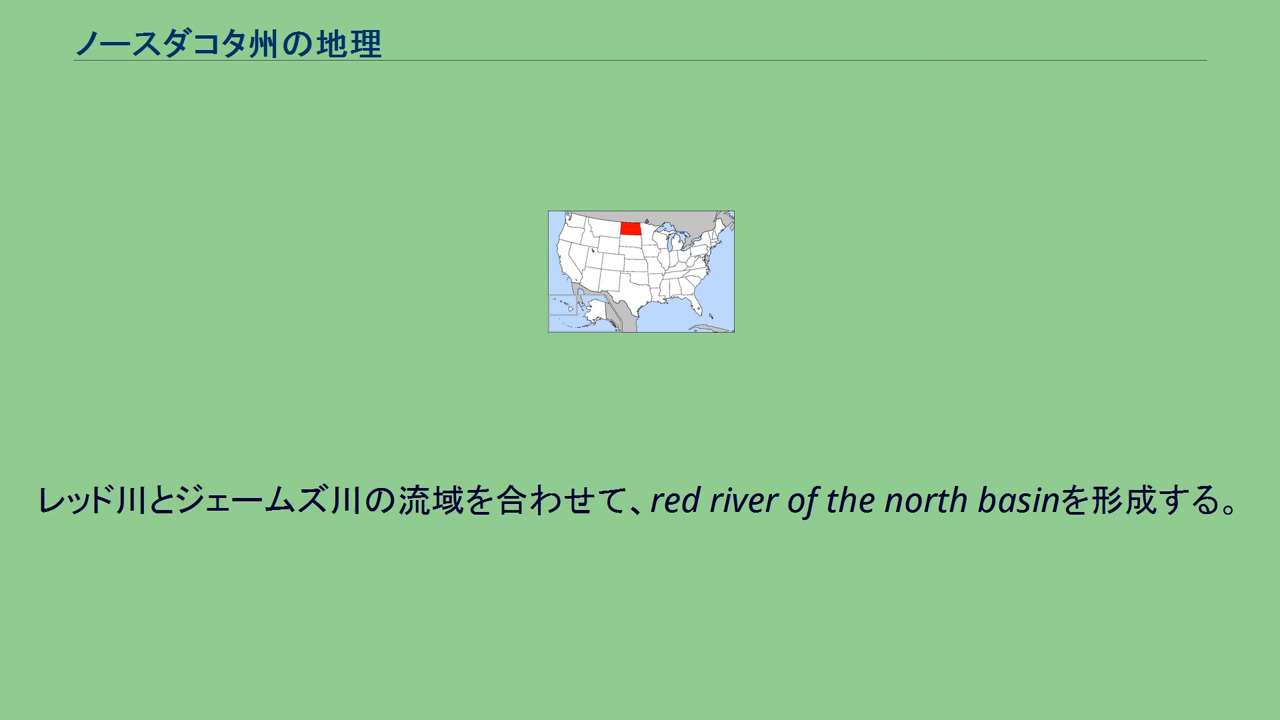 ノースダコタ州の地理
レッド川とジェームズ川の流域を合わせて、red river of the north basinを形成する。